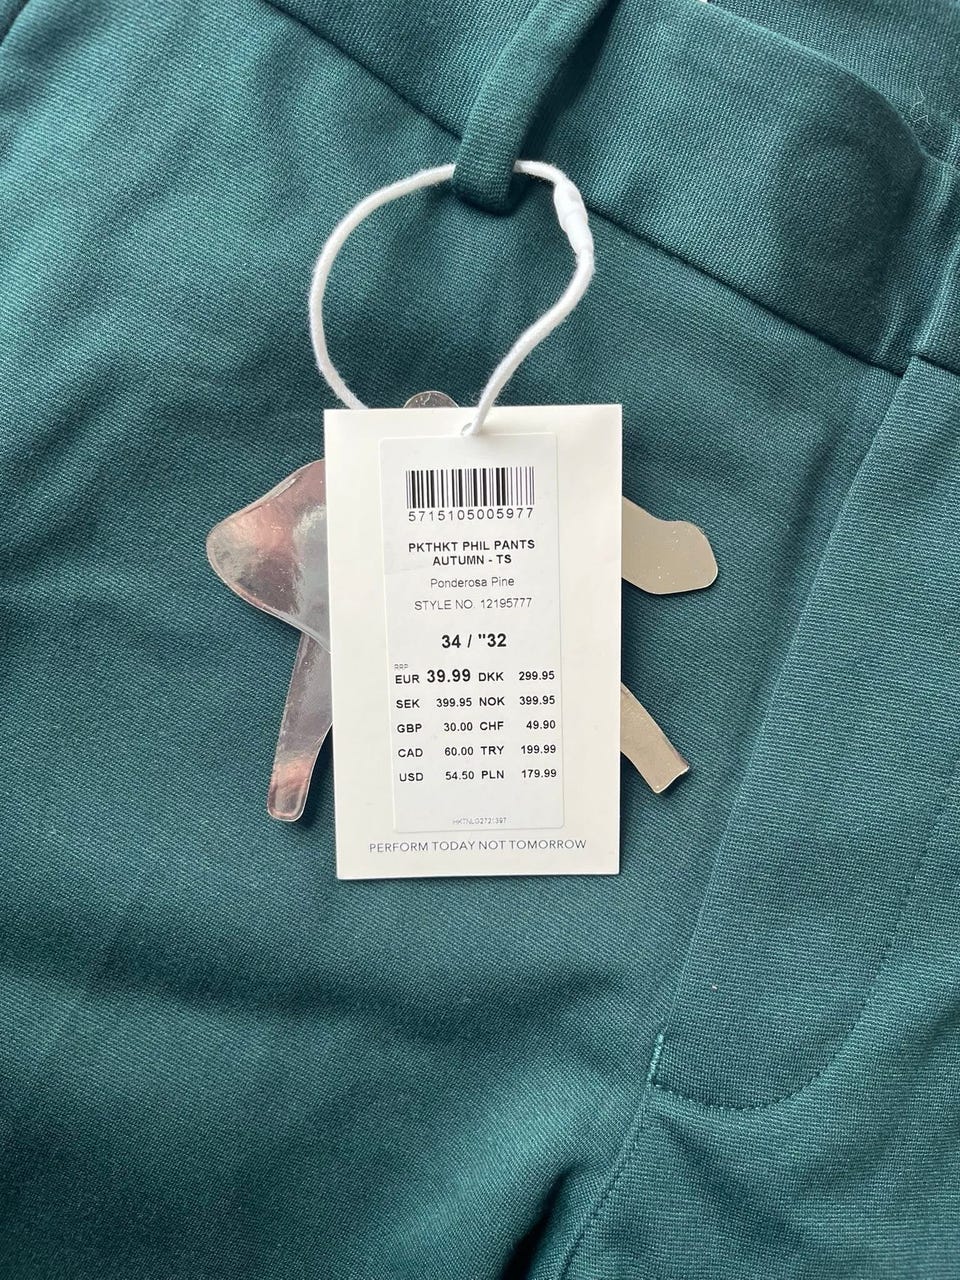 5715105005977
PKTHKT PHIL PANTS
AUTUMN - TS
Ponderosa Pine
STYLE NO. 12195777
34 / "32
RRP
EUR 39.99 DKK 299.95
SEK 399.95 NOK 399.95
GBP 30.00 CHF 49.90
CAD 60.00 TRY 199.99
USD 54.50 PLN 179.99
PERFORM TODAY NOT TOMORROW